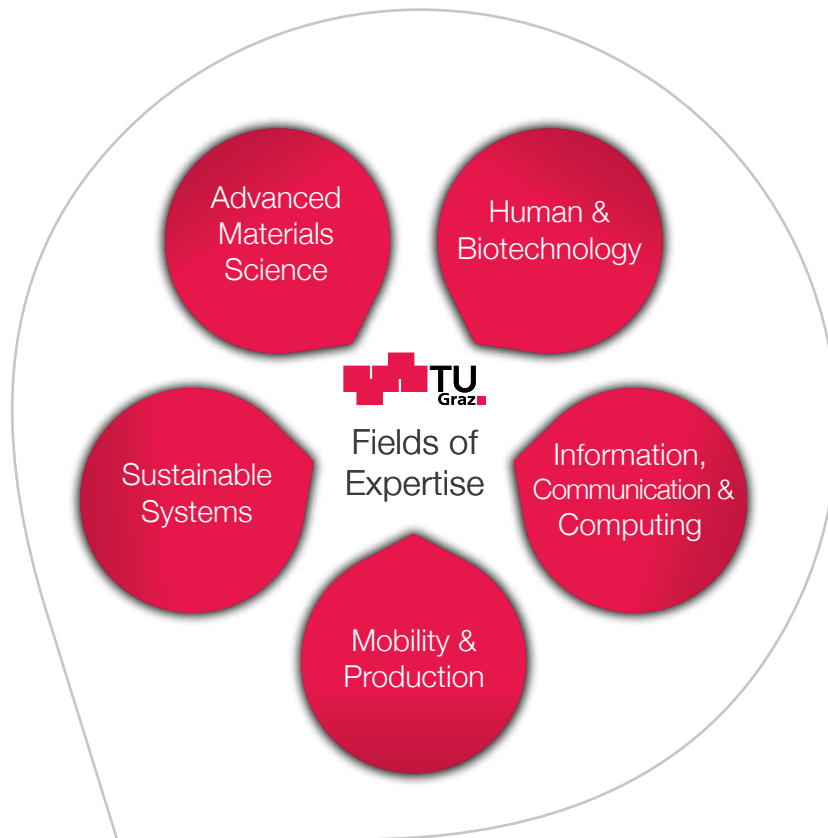 Advanced
Materials
Science
Human &
Biotechnology
TU
Graz
Fields of
Expertise
Sustainable
Systems
Information,
Communication &
Computing
Mobility &
Production